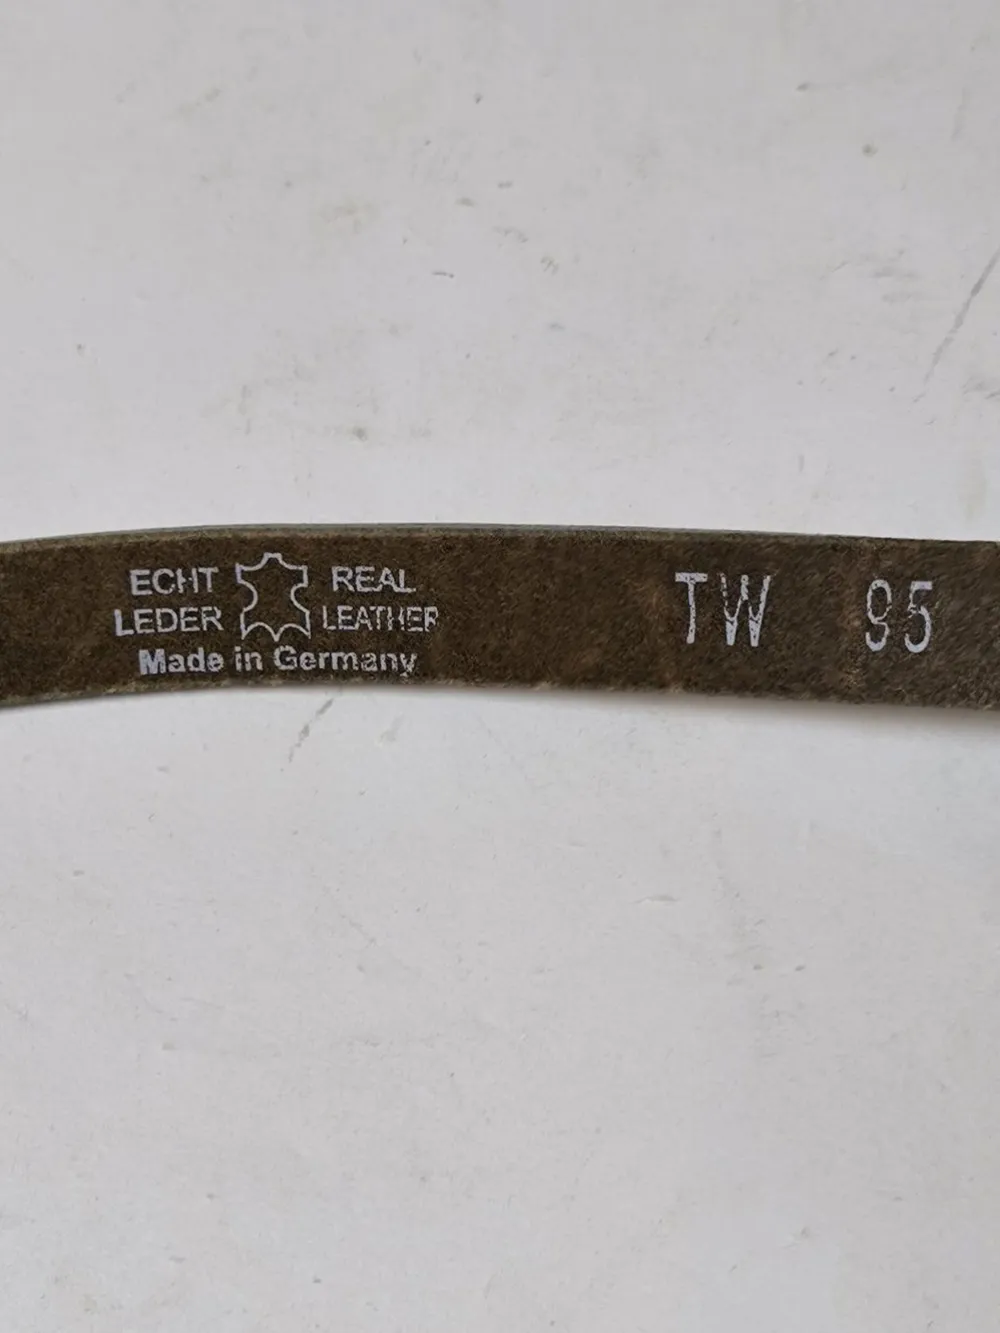 ECHT REAL
LEDER LEATHER
Made in Germany
TW 95